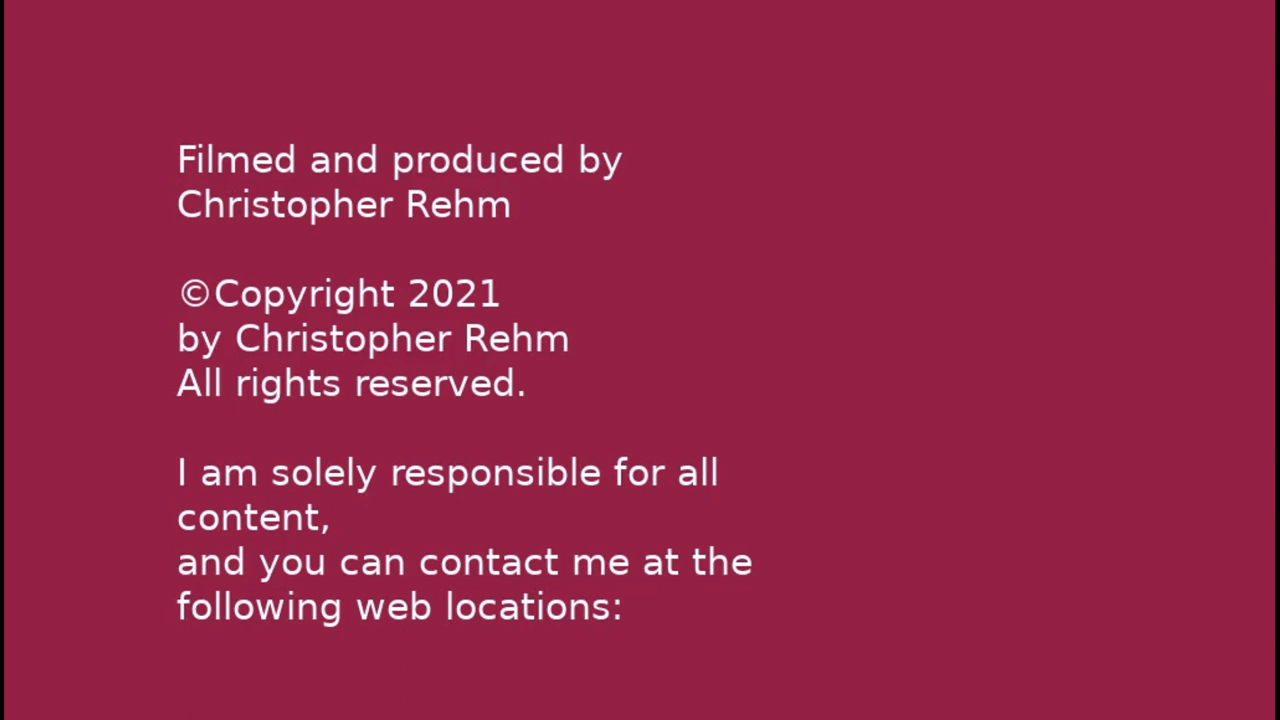 Filmed and produced by
Christopher Rehm
©Copyright 2021
by Christopher Rehm
All rights reserved.
I am solely responsible for all
content,
and you can contact me at the
following web locations: